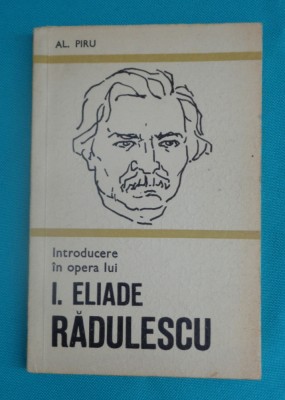 AL. PIRU
Introducere
în opera lui
I. ELIADE
RĂDULESCU